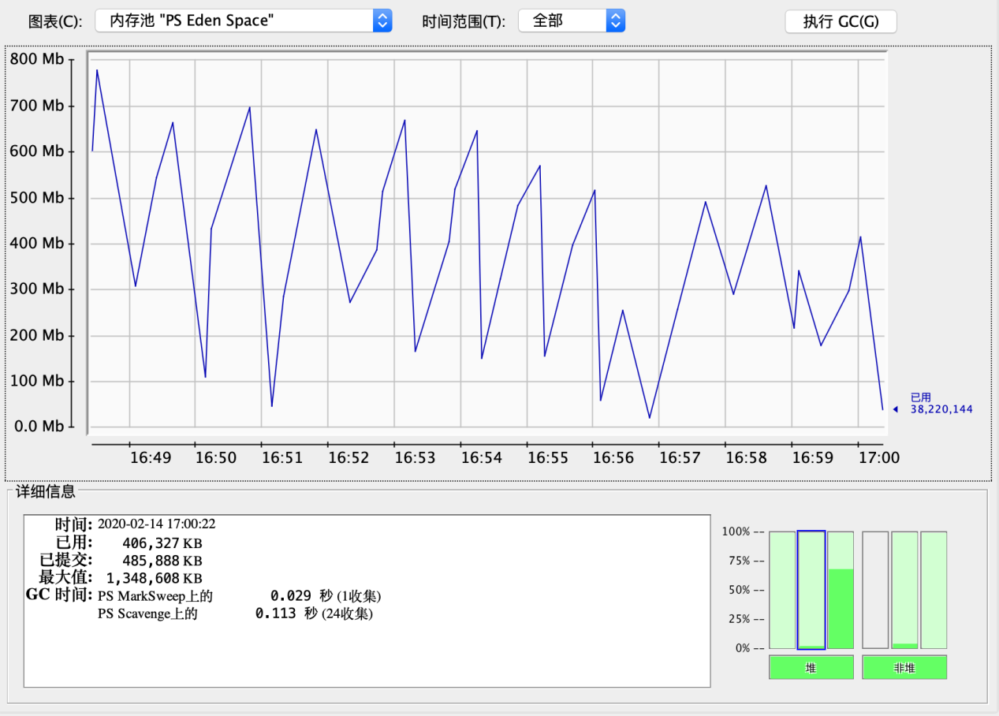 图表(C): 内存池 "PS Eden Space" 时间范围(T): 全部 执行 GC(G)
800 Mb
700 Mb
600 Mb
500 Mb
400 Mb
300 Mb
200 Mb
100 Mb
0.0 Mb
已用
38,220,144
16:49 16:50 16:51 16:52 16:53 16:54 16:55 16:56 16:57 16:58 16:59 17:00
详细信息
时间: 2020-02-14 17:00:22
已用: 406,327 KB
已提交: 485,888 KB
最大值: 1,348,608 KB
GC 时间: PS MarkSweep上的 0.029 秒 (1收集)
PS Scavenge上的 0.113 秒 (24收集)
100% --
75% --
50% --
25% --
0% --
堆 非堆